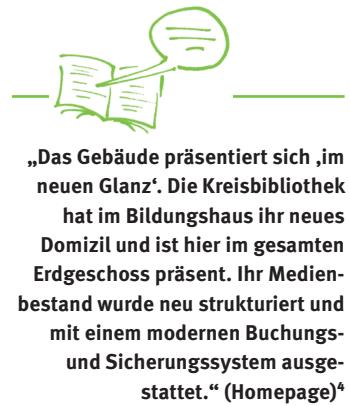 „Das Gebäude präsentiert sich ‚im
neuen Glanz‘. Die Kreisbibliothek
hat im Bildungshaus ihr neues
Domizil und ist hier im gesamten
Erdgeschoss präsent. Ihr Medien-
bestand wurde neu strukturiert und
mit einem modernen Buchungs-
und Sicherungssystem ausge-
stattet.“ (Homepage)⁴